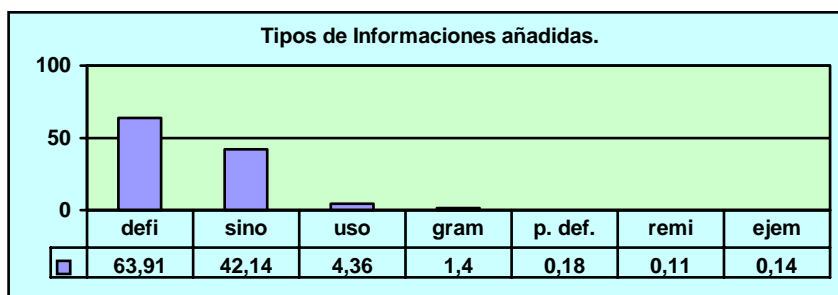 Tipos de Informaciones añadidas.
100
50
0
defi sino uso gram p. def. remi ejem
63,91 42,14 4,36 1,4 0,18 0,11 0,14